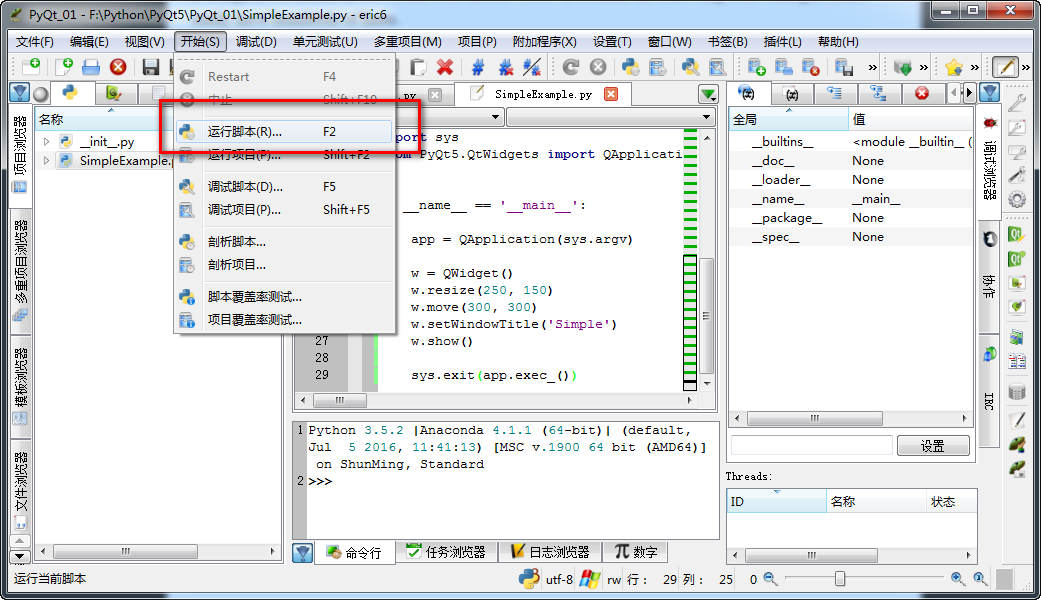 PyQt_01 - F:\Python\PyQt5\PyQt_01\SimpleExample.py - eric6
文件(F) 编辑(E) 视图(V) 开始(S) 调试(D) 单元测试(U) 多重项目(M) 项目(P) 附加程序(X) 设置(T) 窗口(W) 书签(B) 插件(L) 帮助(H)
Restart F4
中止 Shift+F10
运行脚本(R)... F2
运行项目(P)... Shift+F2
调试脚本(D)... F5
调试项目(P)... Shift+F5
剖析脚本...
剖析项目...
脚本覆盖率测试...
项目覆盖率测试...
项目浏览器
多重项目浏览器
模板浏览器
文件浏览器
名称
__init__.py
SimpleExample.
.PY
SimpleExample.py
port sys
om PyQt5.QtWidgets import QApplicati
__name__ == '__main__':
app = QApplication(sys.argv)
w = QWidget()
w.resize(250, 150)
w.move(300, 300)
w.setWindowTitle('Simple')
27 w.show()
28
29 sys.exit(app.exec_())
1 Python 3.5.2 |Anaconda 4.1.1 (64-bit)| (default,
Jul 5 2016, 11:41:13) [MSC v.1900 64 bit (AMD64)]
on ShunMing, Standard
2 >>>
命令行 任务浏览器 日志浏览器 数字
全局 值
__builtins__ <module __builtin__ (
__doc__ None
__loader__ None
__name__ __main__
__package__ None
__spec__ None
设置
Threads:
ID 名称 状态
调试浏览器
协作
IRC
运行当前脚本
utf-8 rw 行: 29 列: 25 0